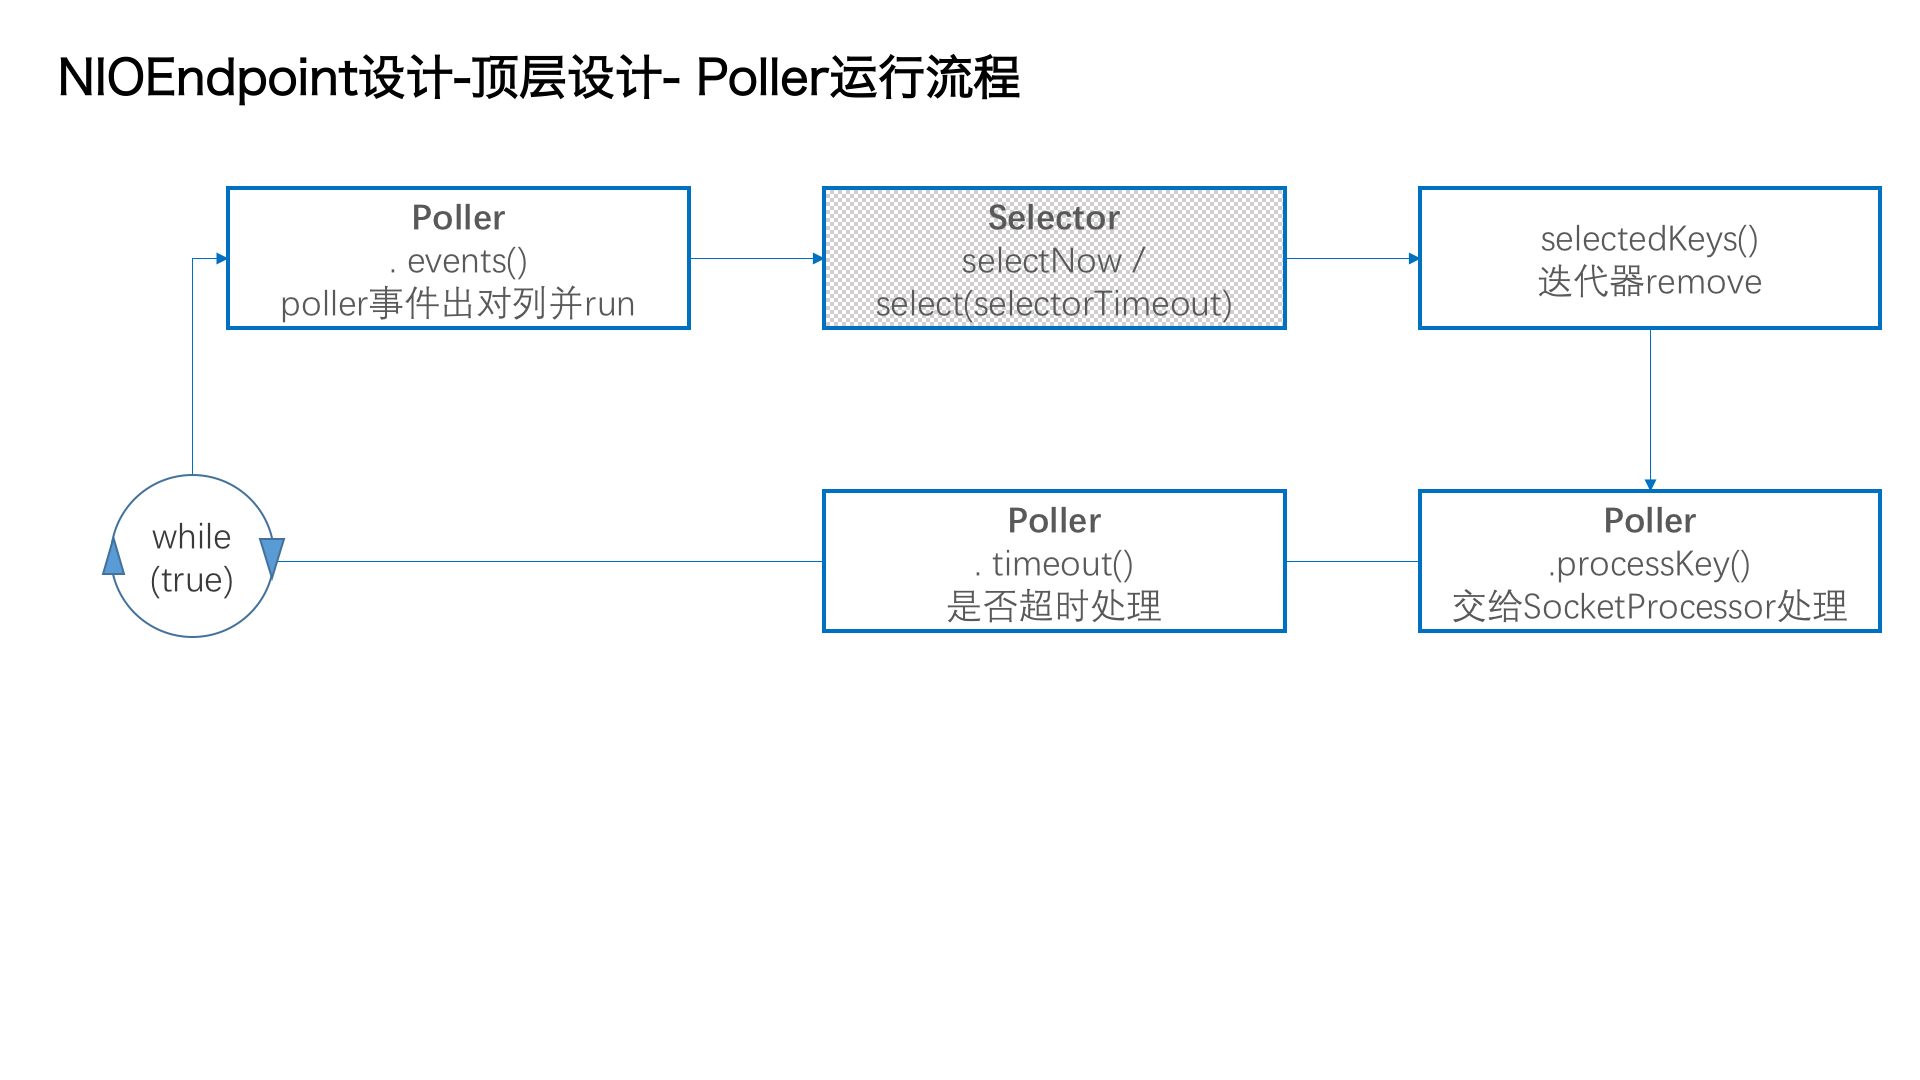 NIOEndpoint设计-顶层设计- Poller运行流程
Poller
. events()
poller事件出对列并run
Selector
selectNow /
select(selectorTimeout)
selectedKeys()
迭代器remove
while
(true)
Poller
. timeout()
是否超时处理
Poller
.processKey()
交给SocketProcessor处理